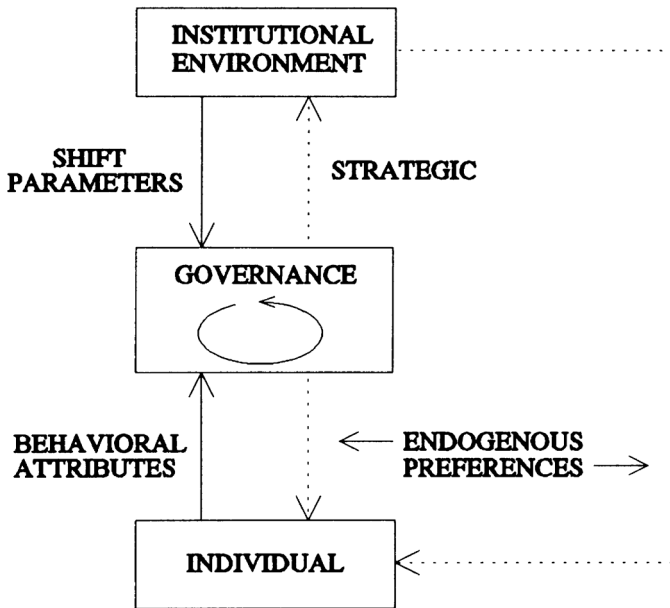 INSTITUTIONAL
ENVIRONMENT
SHIFT
PARAMETERS
STRATEGIC
GOVERNANCE
BEHAVIORAL
ATTRIBUTES
ENDOGENOUS
PREFERENCES
INDIVIDUAL